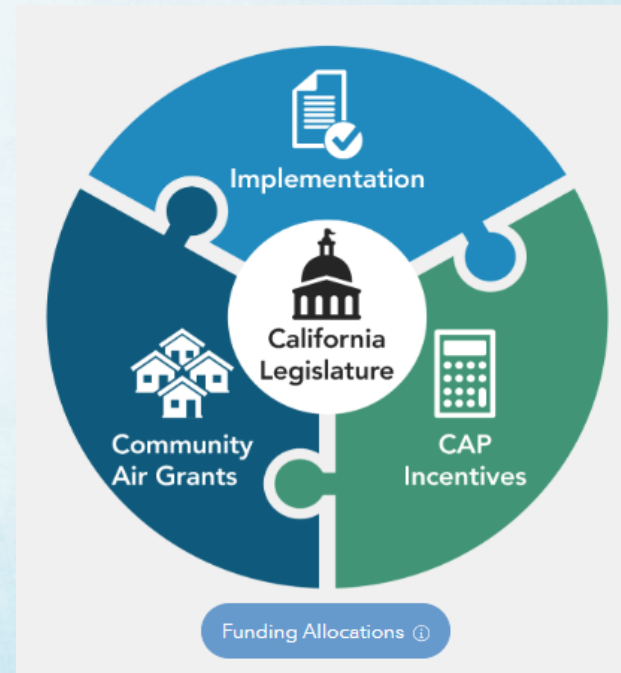 Implementation
California
Legislature
Community
Air Grants
CAP
Incentives
Funding Allocations